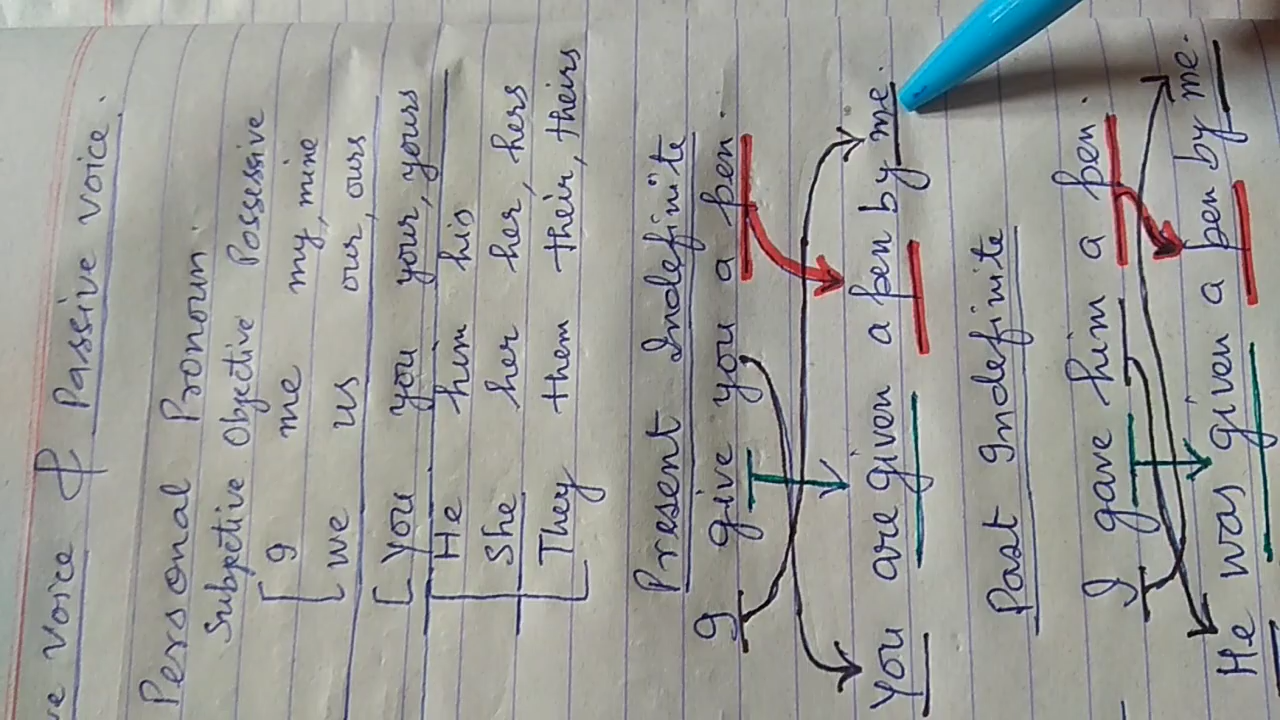 ve voice & Passive voice.
Personal Pronoun.
Subjective Objective Possessive
I me my, mine
we us our, ours
You you your, yours
He him his
She her her, hers
They them their, theirs
Present Indefinite
I give you a pen.
You are given a pen by me.
Past Indefinite
I gave him a pen.
He was given a pen by me.